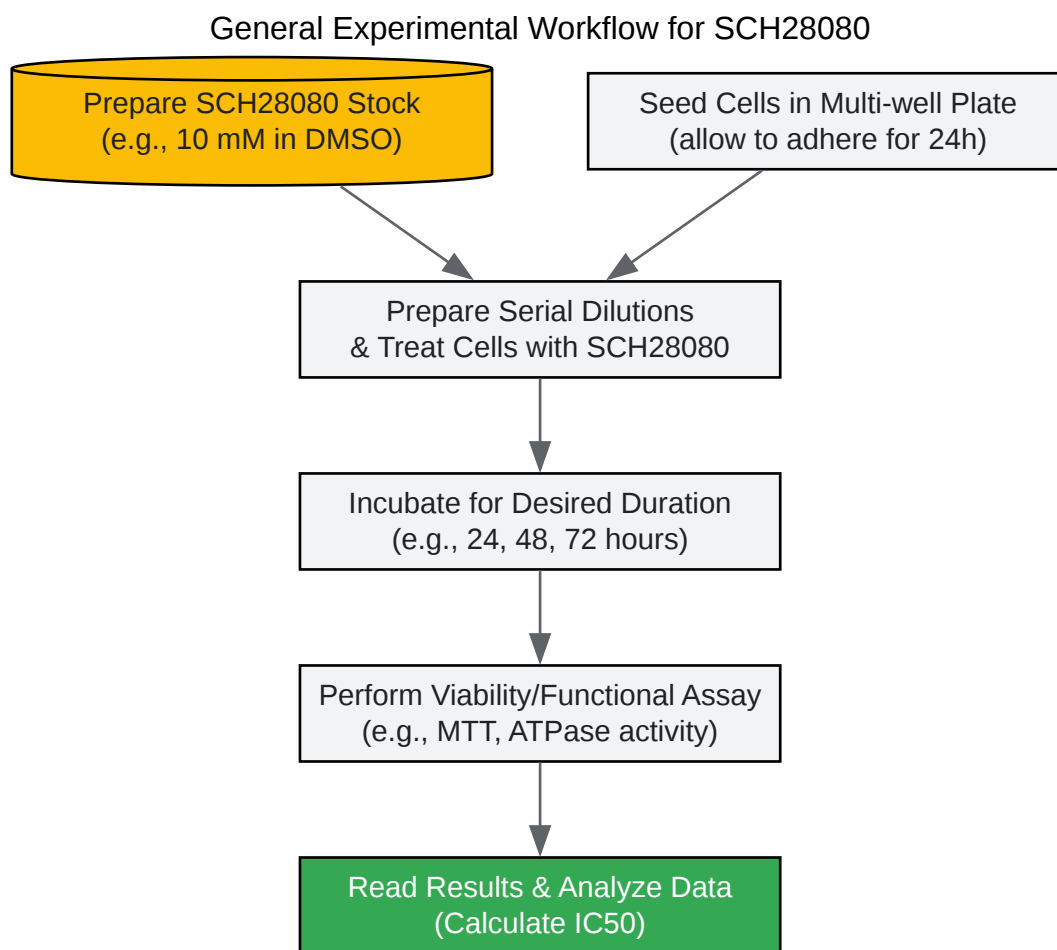 General Experimental Workflow for SCH28080
Prepare SCH28080 Stock
(e.g., 10 mM in DMSO)
Seed Cells in Multi-well Plate
(allow to adhere for 24h)
Prepare Serial Dilutions
& Treat Cells with SCH28080
Incubate for Desired Duration
(e.g., 24, 48, 72 hours)
Perform Viability/Functional Assay
(e.g., MTT, ATPase activity)
Read Results & Analyze Data
(Calculate IC50)